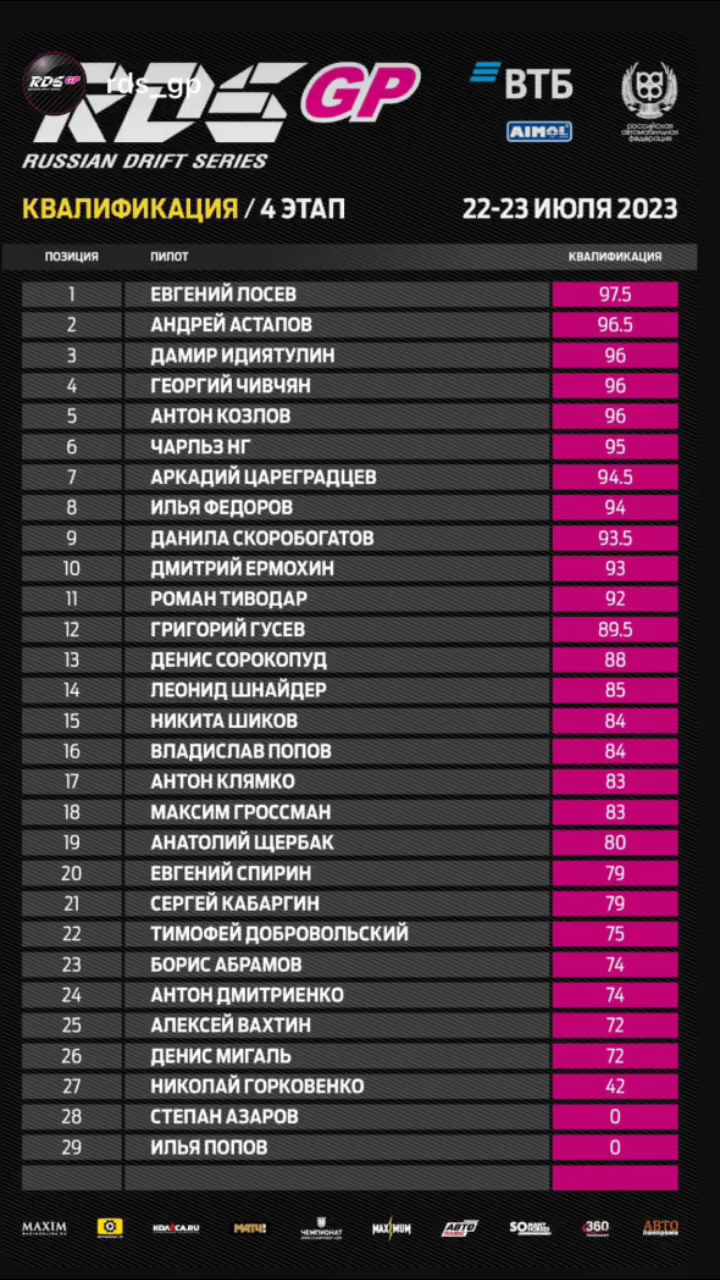 RDS GP
rds_gp
RUSSIAN DRIFT SERIES
ВТБ
AIMOL
российская
автомобильная
федерация
КВАЛИФИКАЦИЯ / 4 ЭТАП
22-23 ИЮЛЯ 2023
ПОЗИЦИЯ ПИЛОТ КВАЛИФИКАЦИЯ
1 ЕВГЕНИЙ ЛОСЕВ 97.5
2 АНДРЕЙ АСТАПОВ 96.5
3 ДАМИР ИДИЯТУЛИН 96
4 ГЕОРГИЙ ЧИВЧЯН 96
5 АНТОН КОЗЛОВ 96
6 ЧАРЛЬЗ НГ 95
7 АРКАДИЙ ЦАРЕГРАДЦЕВ 94.5
8 ИЛЬЯ ФЕДОРОВ 94
9 ДАНИЛА СКОРОБОГАТОВ 93.5
10 ДМИТРИЙ ЕРМОХИН 93
11 РОМАН ТИВОДАР 92
12 ГРИГОРИЙ ГУСЕВ 89.5
13 ДЕНИС СОРОКОПУД 88
14 ЛЕОНИД ШНАЙДЕР 85
15 НИКИТА ШИКОВ 84
16 ВЛАДИСЛАВ ПОПОВ 84
17 АНТОН КЛЯМКО 83
18 МАКСИМ ГРОССМАН 83
19 АНАТОЛИЙ ЩЕРБАК 80
20 ЕВГЕНИЙ СПИРИН 79
21 СЕРГЕЙ КАБАРГИН 79
22 ТИМОФЕЙ ДОБРОВОЛЬСКИЙ 75
23 БОРИС АБРАМОВ 74
24 АНТОН ДМИТРИЕНКО 74
25 АЛЕКСЕЙ ВАХТИН 72
26 ДЕНИС МИГАЛЬ 72
27 НИКОЛАЙ ГОРКОВЕНКО 42
28 СТЕПАН АЗАРОВ 0
29 ИЛЬЯ ПОПОВ 0
MAXIM КОЛЕСА.RU МАТЧ! ЧЕМПИОНАТ MAXIMUM АВТО 360 АВТО
панорама